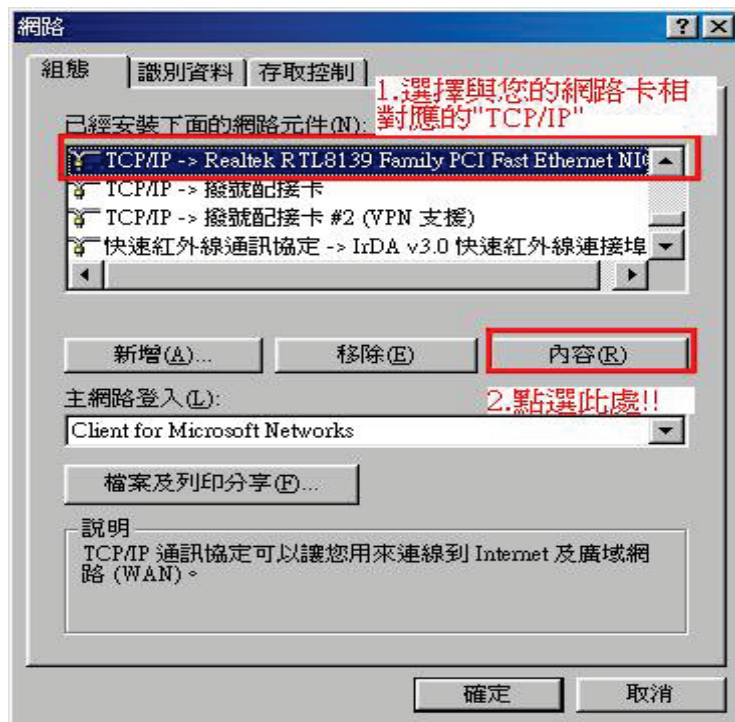 網路
組態 識別資料 存取控制
1.選擇與您的網路卡相
對應的"TCP/IP"
已經安裝下面的網路元件(N):
TCP/IP -> Realtek RTL8139 Family PCI Fast Ethernet NIC
TCP/IP -> 撥號配接卡
TCP/IP -> 撥號配接卡 #2 (VPN 支援)
快速紅外線通訊協定 -> IrDA v3.0 快速紅外線連接埠
新增(A)... 移除(E) 內容(R)
主網路登入(L):
2.點選此處!!
Client for Microsoft Networks
檔案及列印分享(F)...
說明
TCP/IP 通訊協定可以讓您用來連線到 Internet 及廣域網
路 (WAN)。
確定 取消